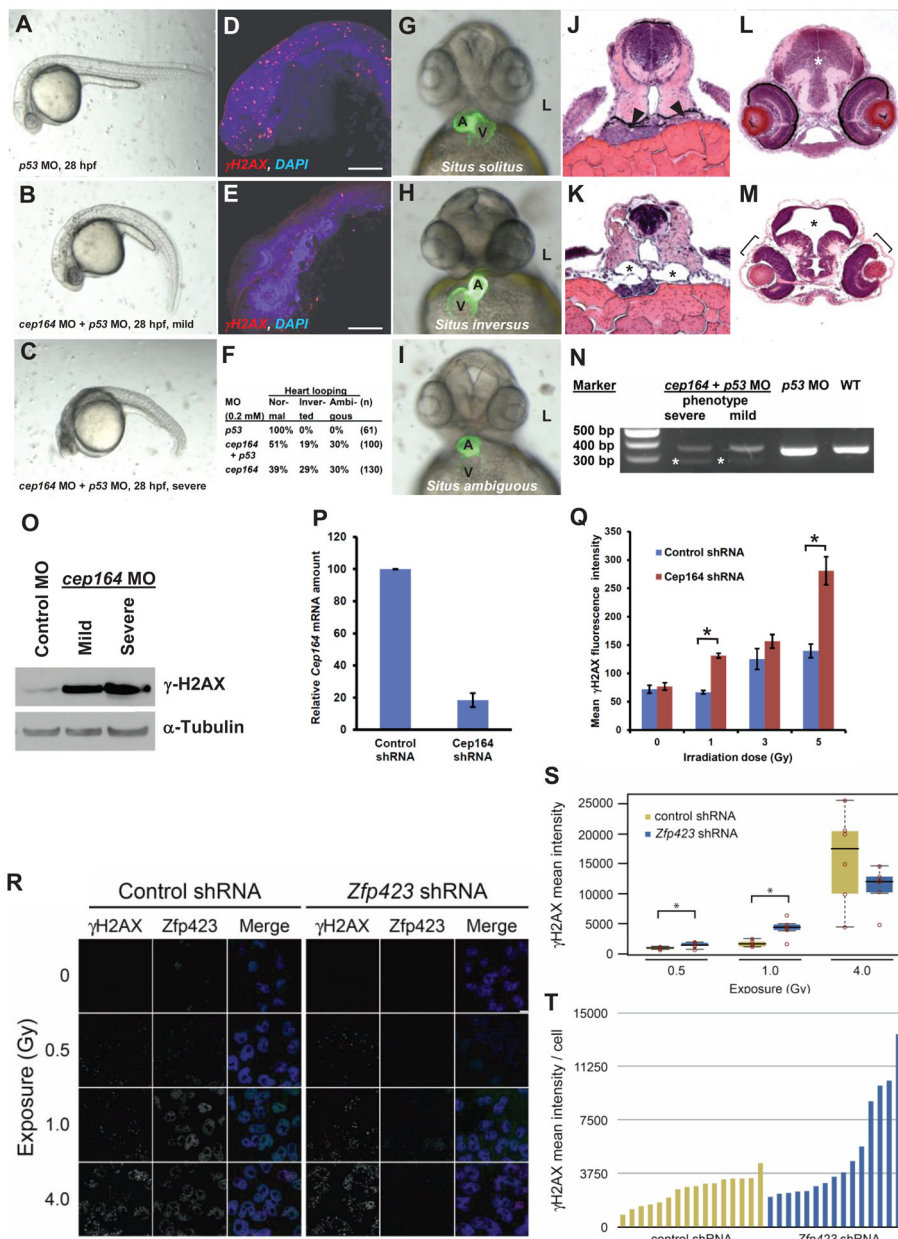 A
p53 MO, 28 hpf
B
cep164 MO + p53 MO, 28 hpf, mild
C
cep164 MO + p53 MO, 28 hpf, severe
D
γH2AX, DAPI
E
γH2AX, DAPI
F
Heart looping
MO Nor- Inver- Ambi-
(0.2 mM) mal ted gous (n)
p53 100% 0% 0% (61)
cep164 51% 19% 30% (100)
+ p53
cep164 39% 29% 30% (130)
G
L
A
V
Situs solitus
H
L
A
V
Situs inversus
I
L
A
V
Situs ambiguous
J
K
* *
L
*
M
*
N
Marker cep164 + p53 MO p53 MO WT
phenotype
severe mild
500 bp
400 bp
300 bp
* *
O
Control MO
cep164 MO
Mild
Severe
γ-H2AX
α-Tubulin
P
Relative Cep164 mRNA amount
120
100
80
60
40
20
0
Control shRNA
Cep164 shRNA
Q
Mean γH2AX fluorescence intensity
350
300
250
200
150
100
50
0
Control shRNA
Cep164 shRNA
*
*
0 1 3 5
Irradiation dose (Gy)
R
Control shRNA Zfp423 shRNA
γH2AX Zfp423 Merge γH2AX Zfp423 Merge
Exposure (Gy)
0
0.5
1.0
4.0
S
γH2AX mean intensity
25000
20000
15000
10000
5000
0
control shRNA
Zfp423 shRNA
*
*
0.5 1.0 4.0
Exposure (Gy)
T
γH2AX mean intensity / cell
15000
11250
7500
3750
0
control shRNA Zfp423 shRNA